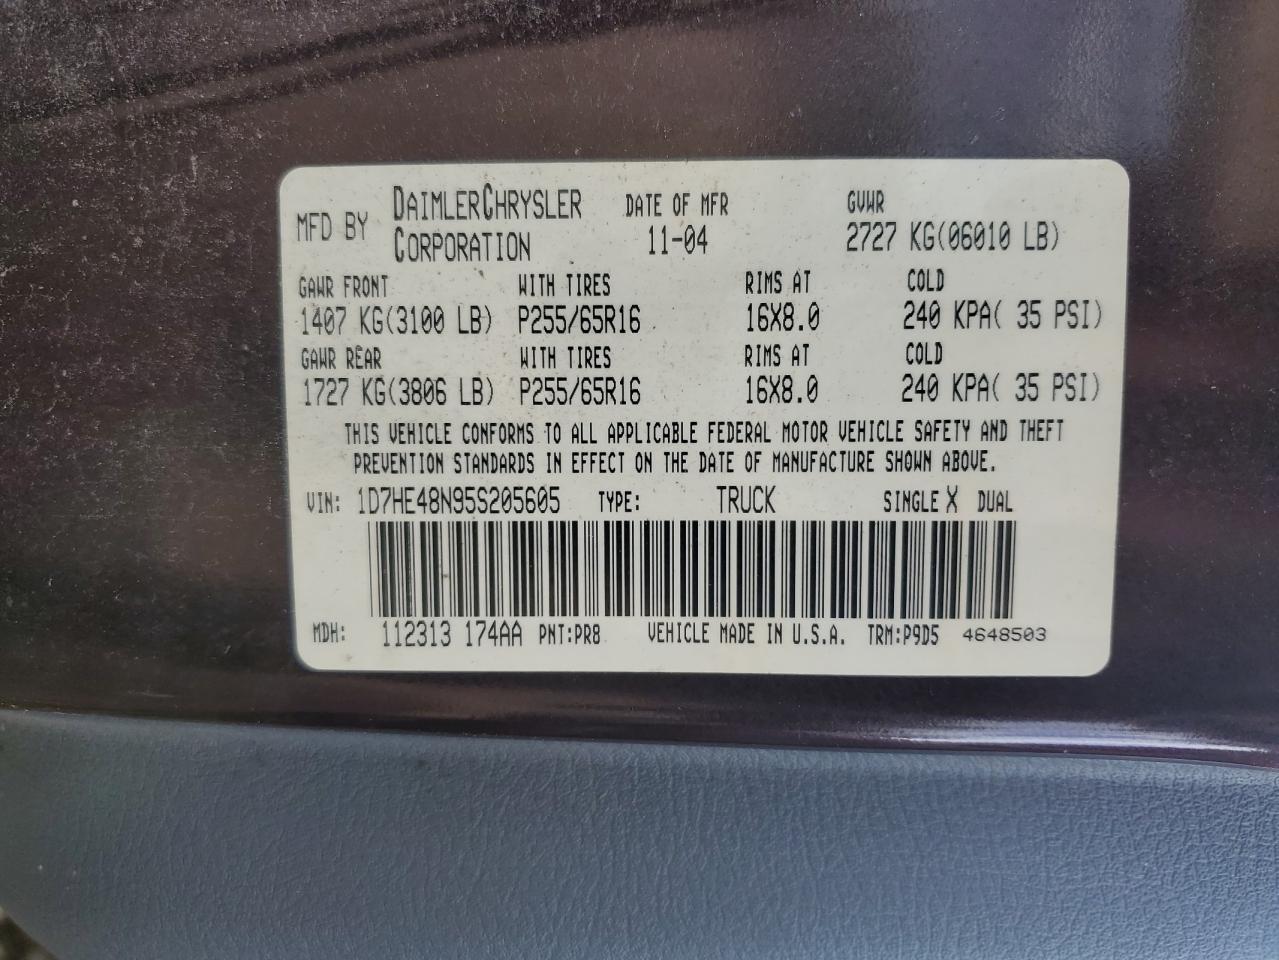 MFD BY DAIMLERCHRYSLER CORPORATION DATE OF MFR 11-04 GVWR 2727 KG(06010 LB)
GAWR FRONT WITH TIRES RIMS AT COLD
1407 KG(3100 LB) P255/65R16 16X8.0 240 KPA( 35 PSI)
GAWR REAR WITH TIRES RIMS AT COLD
1727 KG(3806 LB) P255/65R16 16X8.0 240 KPA( 35 PSI)
THIS VEHICLE CONFORMS TO ALL APPLICABLE FEDERAL MOTOR VEHICLE SAFETY AND THEFT
PREVENTION STANDARDS IN EFFECT ON THE DATE OF MANUFACTURE SHOWN ABOVE.
VIN: 1D7HE48N95S205605 TYPE: TRUCK SINGLE X DUAL
MDH: 112313 174AA PNT:PR8 VEHICLE MADE IN U.S.A. TRM:P9D5 4648503